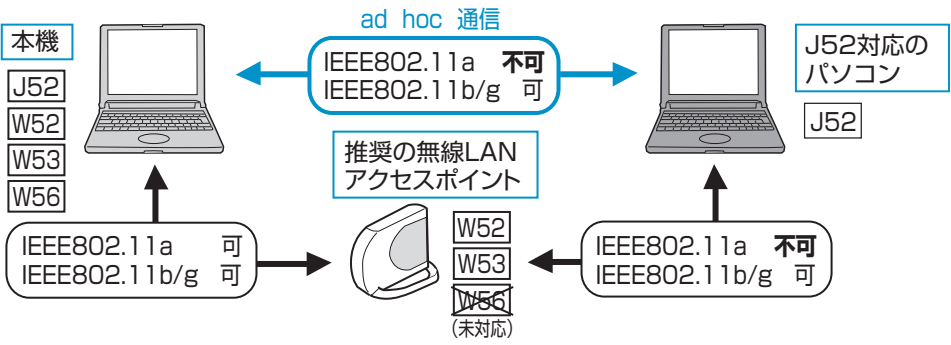 ad hoc 通信
本機
J52
W52
W53
W56
IEEE802.11a 不可
IEEE802.11b/g 可
J52対応の
パソコン
J52
推奨の無線LAN
アクセスポイント
W52
W53
W56
(未対応)
IEEE802.11a 可
IEEE802.11b/g 可
IEEE802.11a 不可
IEEE802.11b/g 可